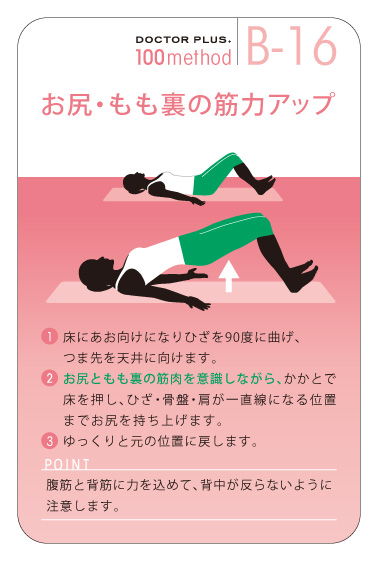 DOCTOR PLUS.
100method
B-16
お尻・もも裏の筋力アップ
1 床にあお向けになりひざを90度に曲げ、
つま先を天井に向けます。
2 お尻ともも裏の筋肉を意識しながら、かかとで
床を押し、ひざ・骨盤・肩が一直線になる位置
までお尻を持ち上げます。
3 ゆっくりと元の位置に戻します。
POINT
腹筋と背筋に力を込めて、背中が反らないように
注意します。